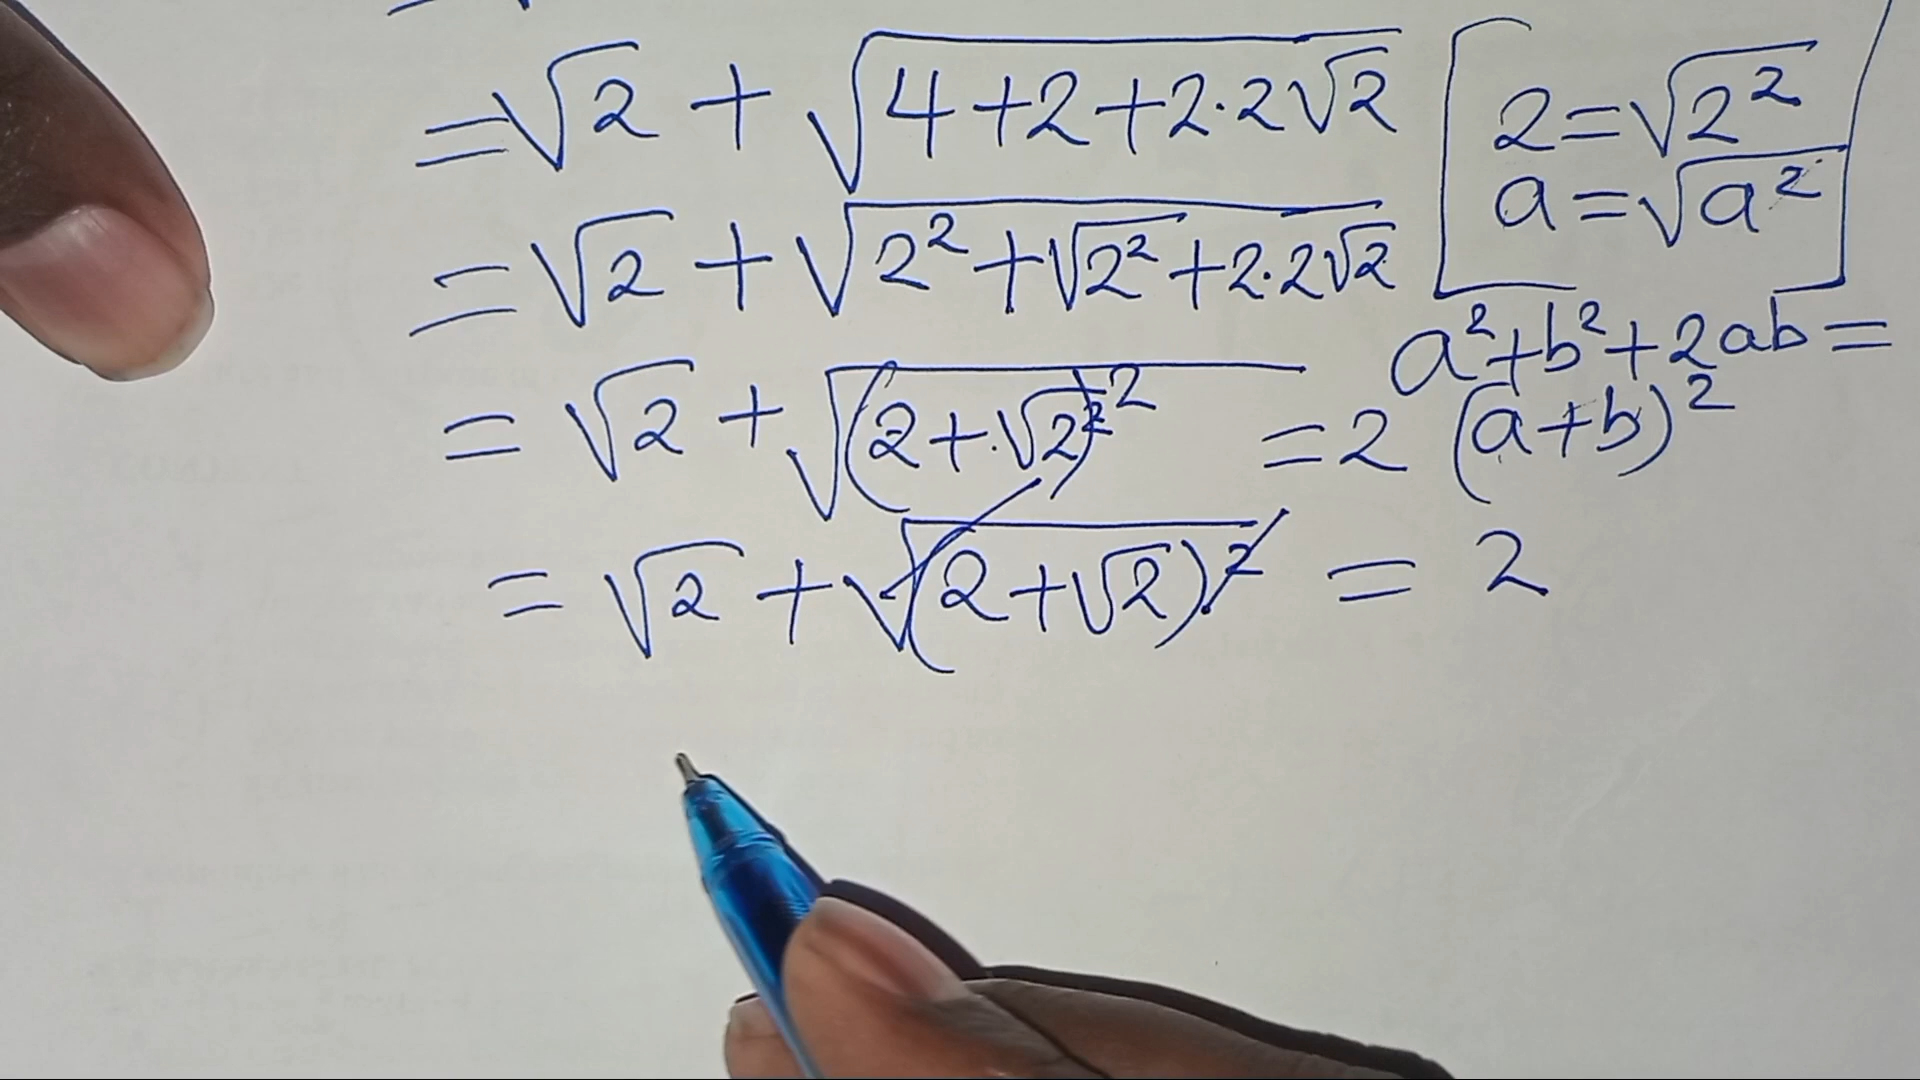 =√2 + √(4+2+2·2√2)
2=√2²
a=√a²
=√2 + √(2²+√2²+2·2√2)
a²+b²+2ab=
(a+b)²
=√2 + √(2+·√2²)² =2
=√2 + √(2+√2)² = 2